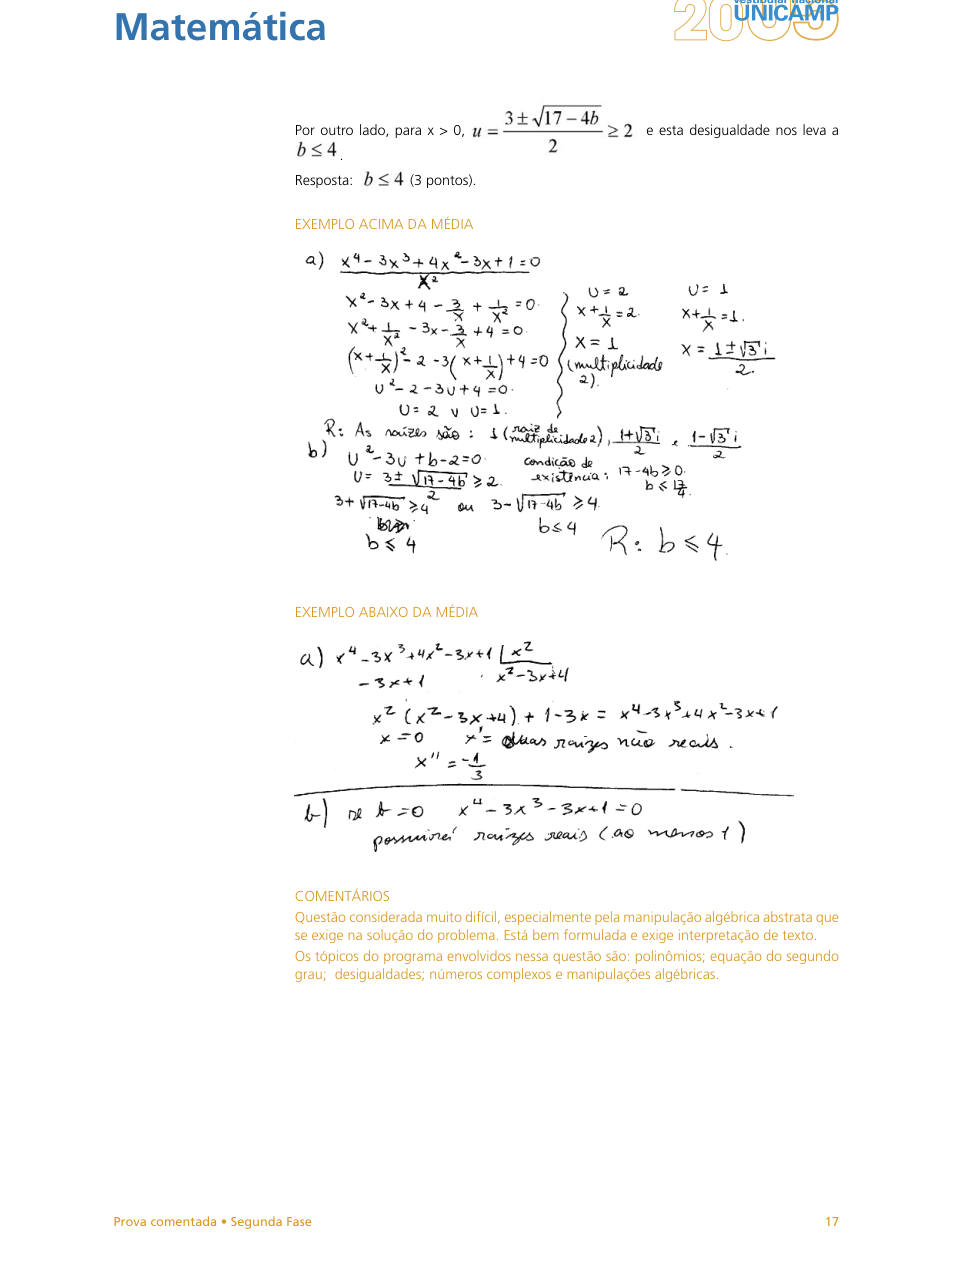 Matemática
vestibular nacional
UNICAMP
2005
Por outro lado, para x > 0, u = (3 ± √(17 − 4b))/2 ≥ 2 e esta desigualdade nos leva a
b ≤ 4 .
Resposta: b ≤ 4 (3 pontos).
EXEMPLO ACIMA DA MÉDIA
a) (x⁴ − 3x³ + 4x² − 3x + 1)/x² = 0
x² − 3x + 4 − 3/x + 1/x² = 0.
x² + 1/x² − 3x − 3/x + 4 = 0.
(x + 1/x)² − 2 − 3(x + 1/x) + 4 = 0
U² − 2 − 3U + 4 = 0.
U = 2 v U = 1.
U = 2
x + 1/x = 2.
x = 1
(multiplicidade
2).
U = 1
x + 1/x = 1.
x = (1 ± √3 i)/2.
R: As raízes são: 1 (raiz de multiplicidade 2), (1+√3 i)/2 e (1−√3 i)/2
b) U² − 3U + b − 2 = 0.
U = (3 ± √(17−4b))/2 ≥ 2.
condição de
existência: 17 − 4b ≥ 0.
b ≤ 17/4.
3 + √(17−4b) ≥ 4 ou 3 − √(17−4b) ≥ 4.
b ≤ 4
b ≤ 4
R: b ≤ 4.
EXEMPLO ABAIXO DA MÉDIA
a) x⁴ − 3x³ + 4x² − 3x + 1 | x²
− 3x + 1 x² − 3x + 4
x² (x² − 3x + 4) + 1 − 3x = x⁴ − 3x³ + 4x² − 3x + 1
x = 0 x' = duas raízes não reais.
x'' = −1/3
b) se b = 0 x⁴ − 3x³ − 3x + 1 = 0
possuirei raízes reais (ao menos 1)
COMENTÁRIOS
Questão considerada muito difícil, especialmente pela manipulação algébrica abstrata que
se exige na solução do problema. Está bem formulada e exige interpretação de texto.
Os tópicos do programa envolvidos nessa questão são: polinômios; equação do segundo
grau; desigualdades; números complexos e manipulações algébricas.
Prova comentada • Segunda Fase
17